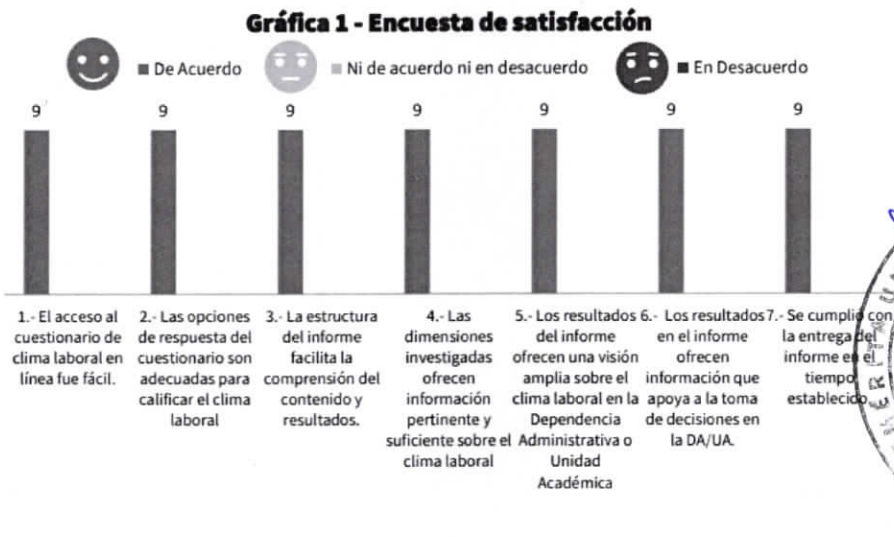 Gráfica 1 - Encuesta de satisfacción
De Acuerdo
Ni de acuerdo ni en desacuerdo
En Desacuerdo
9
9
9
9
9
9
9
1.- El acceso al
cuestionario de
clima laboral en
línea fue fácil.
2.- Las opciones
de respuesta del
cuestionario son
adecuadas para
calificar el clima
laboral
3.- La estructura
del informe
facilita la
comprensión del
contenido y
resultados.
4.- Las
dimensiones
investigadas
ofrecen
información
pertinente y
suficiente sobre el
clima laboral
5.- Los resultados
del informe
ofrecen una visión
amplia sobre el
clima laboral en la
Dependencia
Administrativa o
Unidad
Académica
6.- Los resultados
en el informe
ofrecen
información que
apoya a la toma
de decisiones en
la DA/UA.
7.- Se cumplió con
la entrega del
informe en el
tiempo
establecido